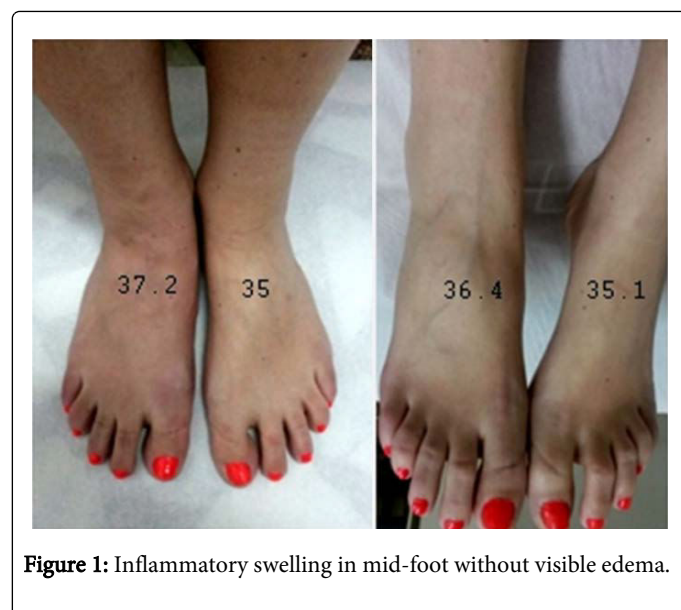 37.2 35 36.4 35.1
Figure 1: Inflammatory swelling in mid-foot without visible edema.